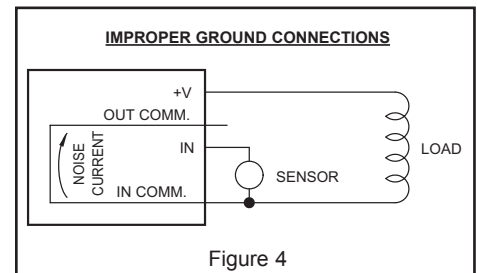 IMPROPER GROUND CONNECTIONS
+V
OUT COMM.
IN
NOISE
CURRENT
SENSOR
LOAD
IN COMM.
Figure 4